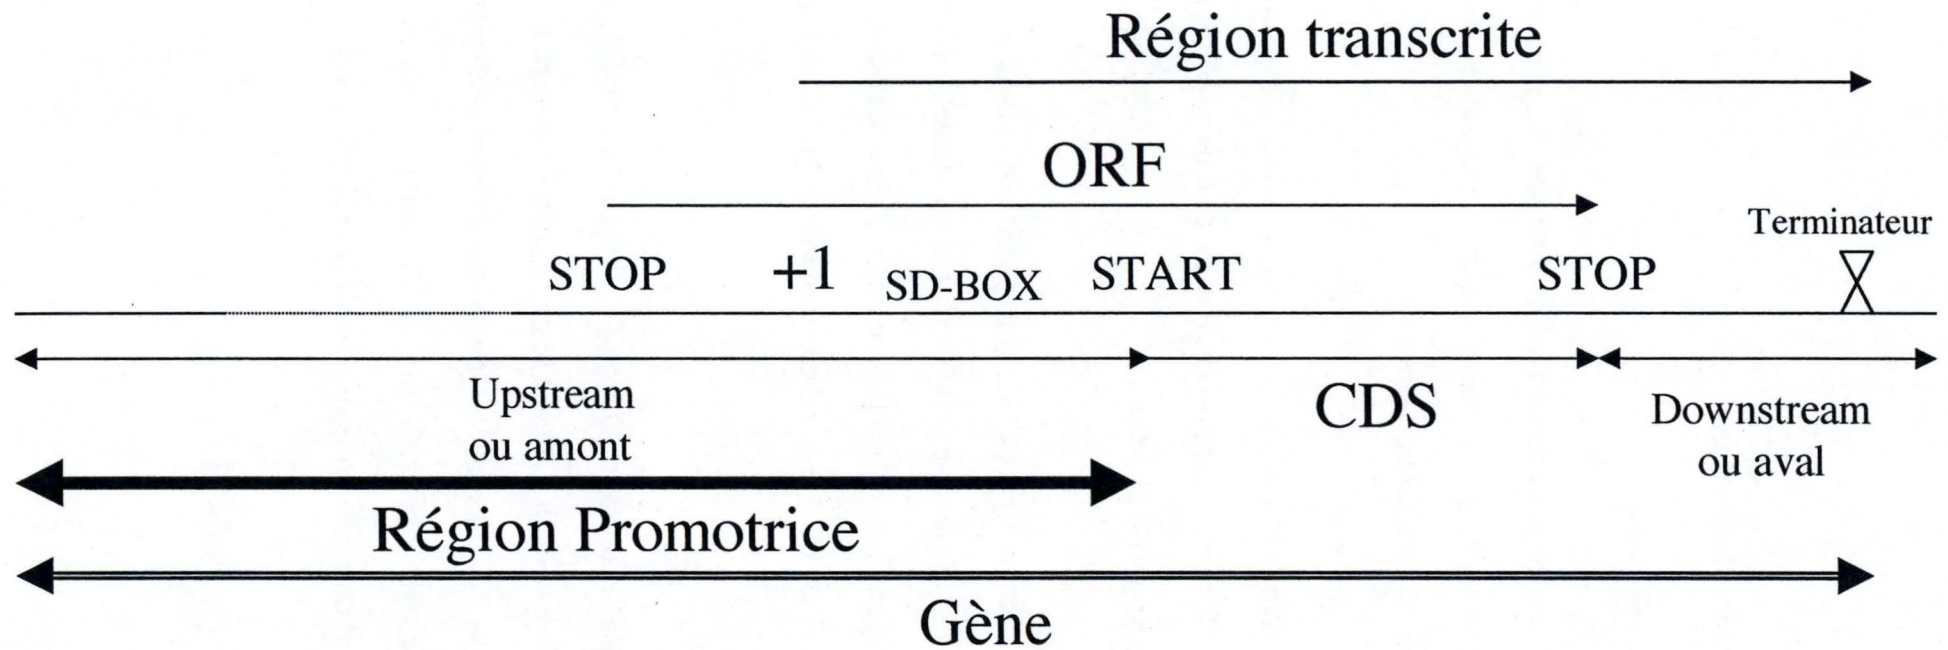 Région transcrite
ORF
Terminateur
STOP +1 SD-BOX START STOP
Upstream
ou amont
CDS
Downstream
ou aval
Région Promotrice
Gène